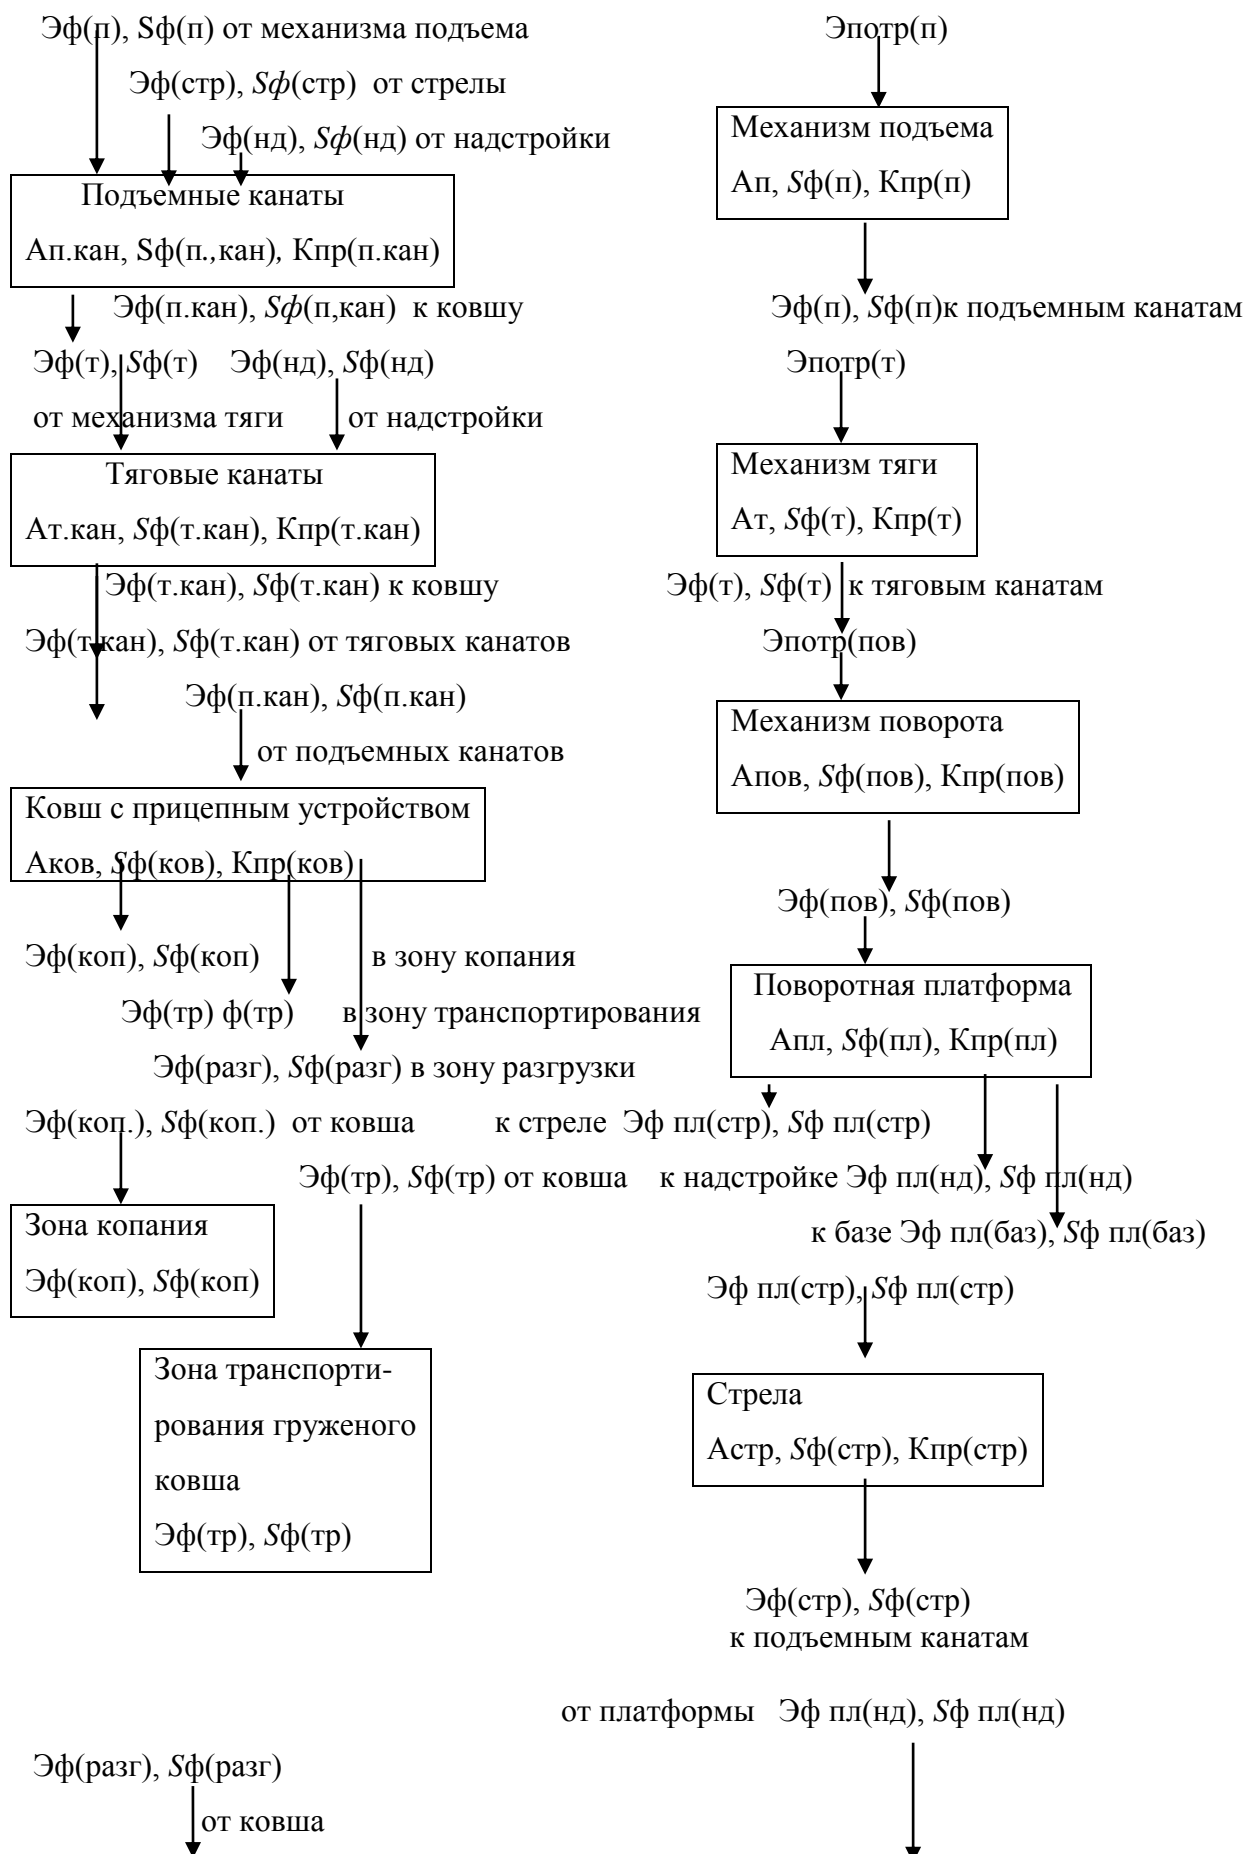 Эф(п), Sф(п) от механизма подъема
Эф(стр), Sф(стр) от стрелы
Эф(нд), Sф(нд) от надстройки
Подъемные канаты
Ап.кан, Sф(п.,кан), Кпр(п.кан)
Эф(п.кан), Sф(п,кан) к ковшу
Эф(т), Sф(т) Эф(нд), Sф(нд)
от механизма тяги от надстройки
Тяговые канаты
Ат.кан, Sф(т.кан), Кпр(т.кан)
Эф(т.кан), Sф(т.кан) к ковшу
Эф(т.кан), Sф(т.кан) от тяговых канатов
Эф(п.кан), Sф(п.кан)
от подъемных канатов
Ковш с прицепным устройством
Аков, Sф(ков), Кпр(ков)
Эф(коп), Sф(коп) в зону копания
Эф(тр) ф(тр) в зону транспортирования
Эф(разг), Sф(разг) в зону разгрузки
Эф(коп.), Sф(коп.) от ковша
Эф(тр), Sф(тр) от ковша
Зона копания
Эф(коп), Sф(коп)
Зона транспорти-
рования груженого
ковша
Эф(тр), Sф(тр)
Эф(разг), Sф(разг)
от ковша
Эпотр(п)
Механизм подъема
Ап, Sф(п), Кпр(п)
Эф(п), Sф(п)к подъемным канатам
Эпотр(т)
Механизм тяги
Ат, Sф(т), Кпр(т)
Эф(т), Sф(т) к тяговым канатам
Эпотр(пов)
Механизм поворота
Апов, Sф(пов), Кпр(пов)
Эф(пов), Sф(пов)
Поворотная платформа
Апл, Sф(пл), Кпр(пл)
к стреле Эф пл(стр), Sф пл(стр)
к надстройке Эф пл(нд), Sф пл(нд)
к базе Эф пл(баз), Sф пл(баз)
Эф пл(стр), Sф пл(стр)
Стрела
Астр, Sф(стр), Кпр(стр)
Эф(стр), Sф(стр)
к подъемным канатам
от платформы Эф пл(нд), Sф пл(нд)